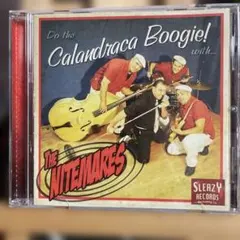 Do the
Calandraca Boogie!
with...
THE
NITEMARES
SLEAZY
RECORDS